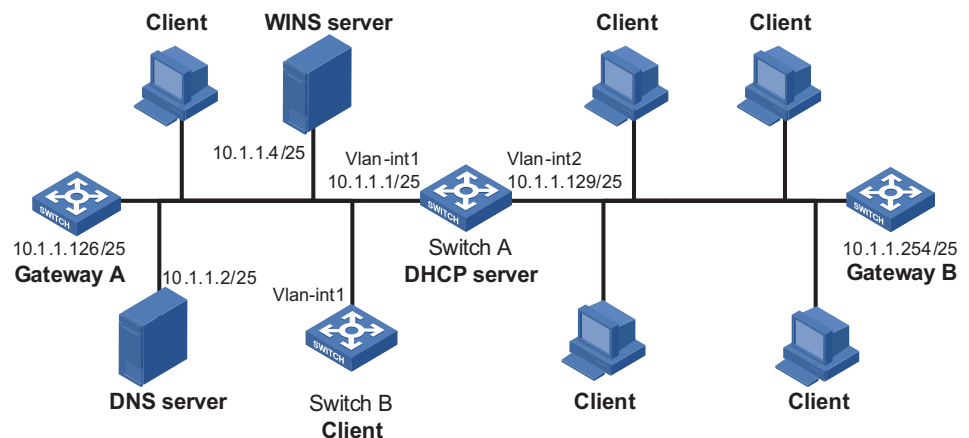 Client
WINS server
Client
Client
10.1.1.4/25
Vlan-int1
10.1.1.1/25
Vlan-int2
10.1.1.129/25
SWITCH
SWITCH
SWITCH
10.1.1.126/25
Gateway A
Switch A
DHCP server
10.1.1.254/25
Gateway B
10.1.1.2/25
Vlan-int1
SWITCH
DNS server
Switch B
Client
Client
Client